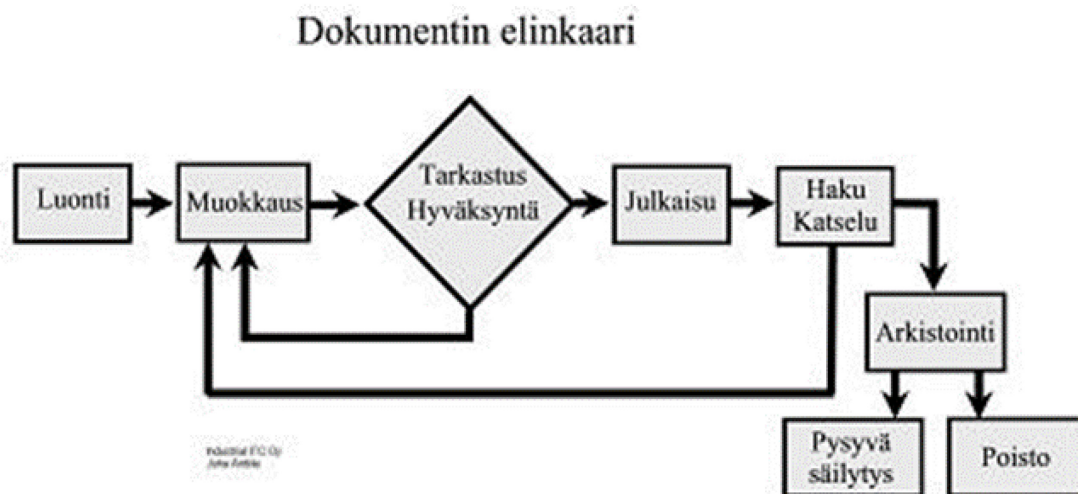 Dokumentin elinkaari
Luonti
Muokkaus
Tarkastus
Hyväksyntä
Julkaisu
Haku
Katselu
Arkistointi
Pysyvä
säilytys
Poisto